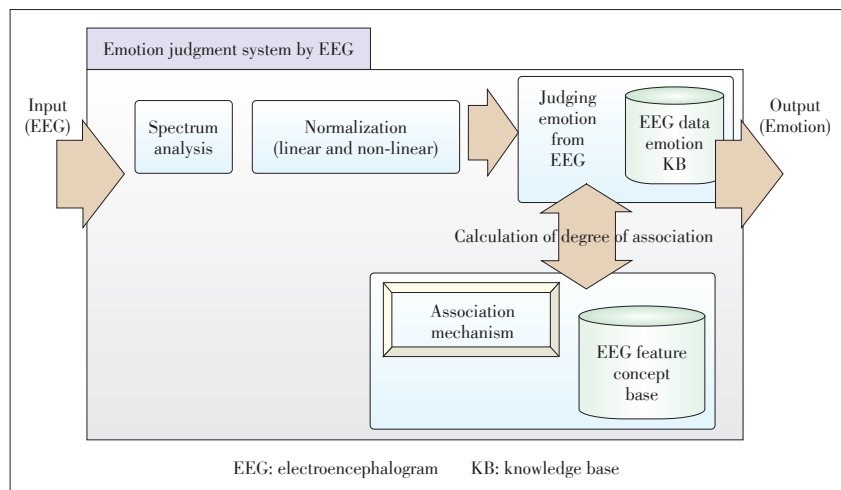 Emotion judgment system by EEG
Input
(EEG)
Spectrum
analysis
Normalization
(linear and non-linear)
Judging
emotion
from
EEG
EEG data
emotion
KB
Output
(Emotion)
Calculation of degree of association
Association
mechanism
EEG feature
concept
base
EEG: electroencephalogram KB: knowledge base